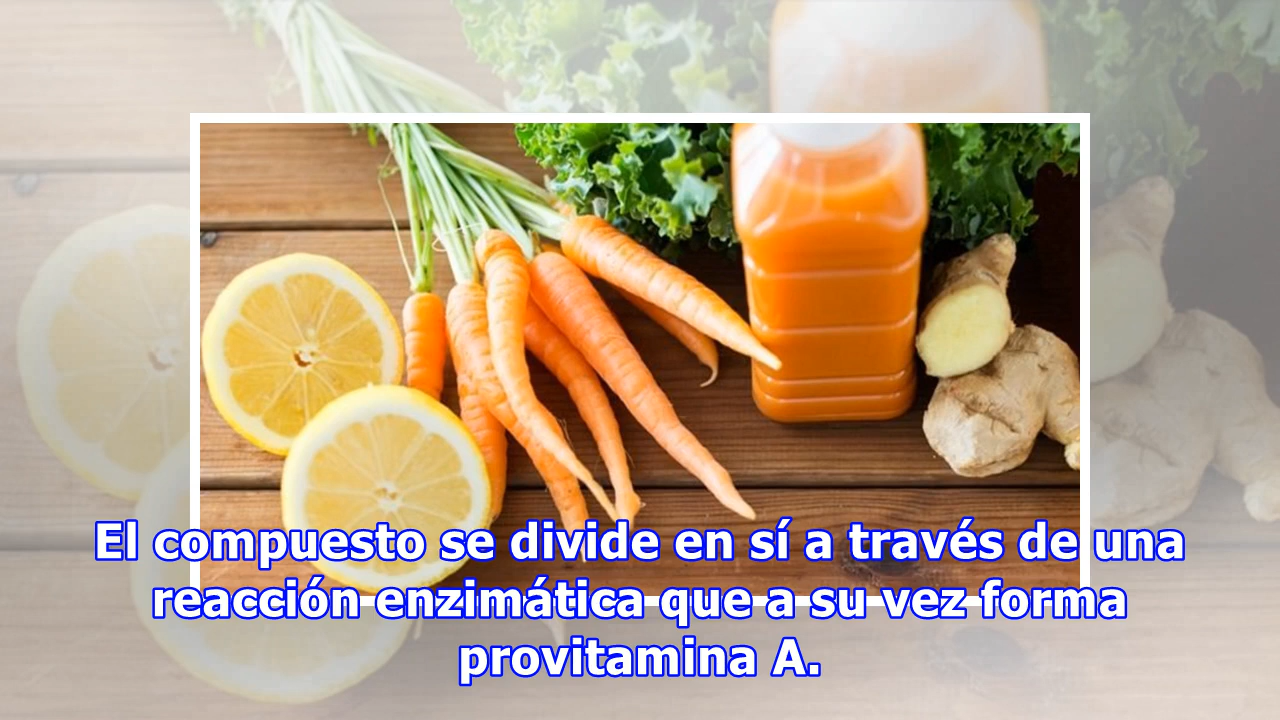 El compuesto se divide en sí a través de una
reacción enzimática que a su vez forma
provitamina A.